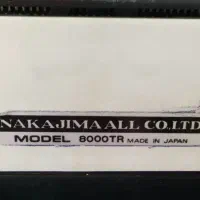 NAKAJIMA ALL CO.LTD
MODEL 8000TR MADE IN JAPAN